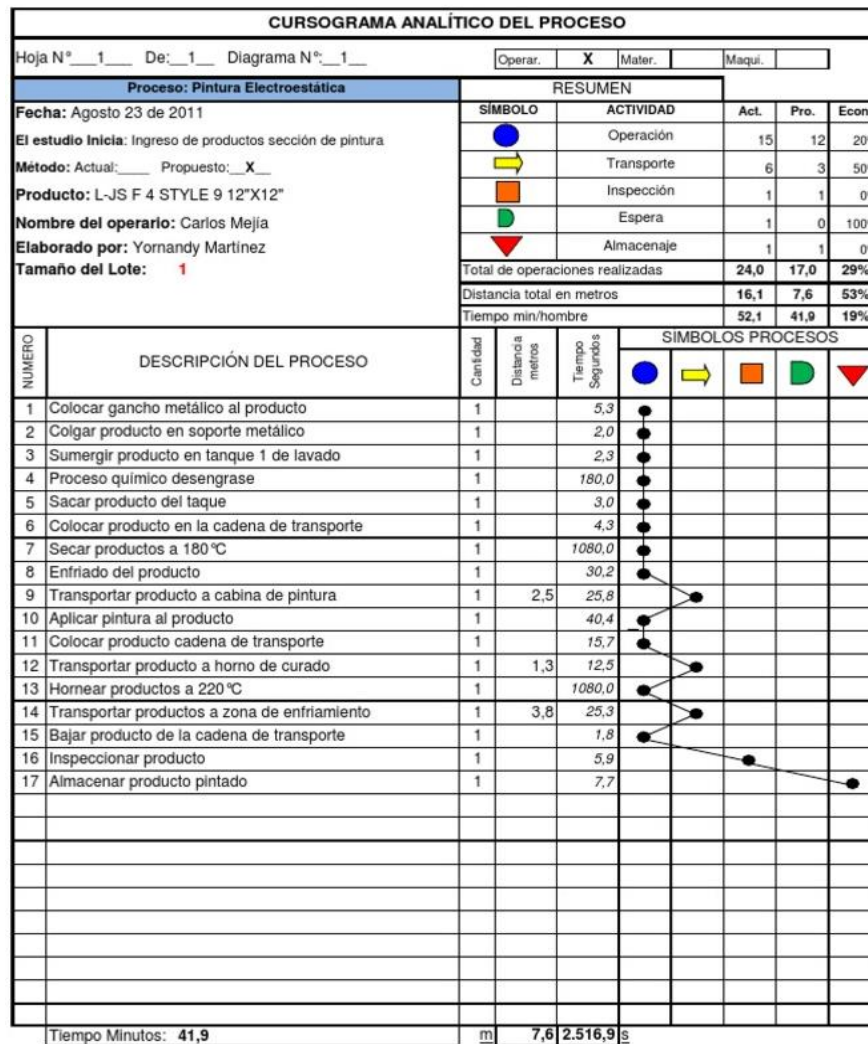 CURSOGRAMA ANALÍTICO DEL PROCESO
Hoja N°___1___ De:__1__ Diagrama N°:__1__ Operar. X Mater. Maqui.
Proceso: Pintura Electroestática RESUMEN
Fecha: Agosto 23 de 2011 SÍMBOLO ACTIVIDAD Act. Pro. Econ
El estudio Inicia: Ingreso de productos sección de pintura Operación 15 12 20
Método: Actual:____ Propuesto:__X__ Transporte 6 3 50
Producto: L-JS F 4 STYLE 9 12"X12" Inspección 1 1 0
Nombre del operario: Carlos Mejía Espera 1 0 100
Elaborado por: Yornandy Martínez Almacenaje 1 1 0
Tamaño del Lote: 1 Total de operaciones realizadas 24,0 17,0 29%
Distancia total en metros 16,1 7,6 53%
Tiempo min/hombre 52,1 41,9 19%
NUMERO DESCRIPCIÓN DEL PROCESO Cantidad Distancia metros Tiempo Segundos SIMBOLOS PROCESOS
1 Colocar gancho metálico al producto 1 5,3
2 Colgar producto en soporte metálico 1 2,0
3 Sumergir producto en tanque 1 de lavado 1 2,3
4 Proceso químico desengrase 1 180,0
5 Sacar producto del taque 1 3,0
6 Colocar producto en la cadena de transporte 1 4,3
7 Secar productos a 180°C 1 1080,0
8 Enfriado del producto 1 30,2
9 Transportar producto a cabina de pintura 1 2,5 25,8
10 Aplicar pintura al producto 1 40,4
11 Colocar producto cadena de transporte 1 15,7
12 Transportar producto a horno de curado 1 1,3 12,5
13 Hornear productos a 220°C 1 1080,0
14 Transportar productos a zona de enfriamiento 1 3,8 25,3
15 Bajar producto de la cadena de transporte 1 1,8
16 Inspeccionar producto 1 5,9
17 Almacenar producto pintado 1 7,7
Tiempo Minutos: 41,9 m 7,6 2.516,9 s